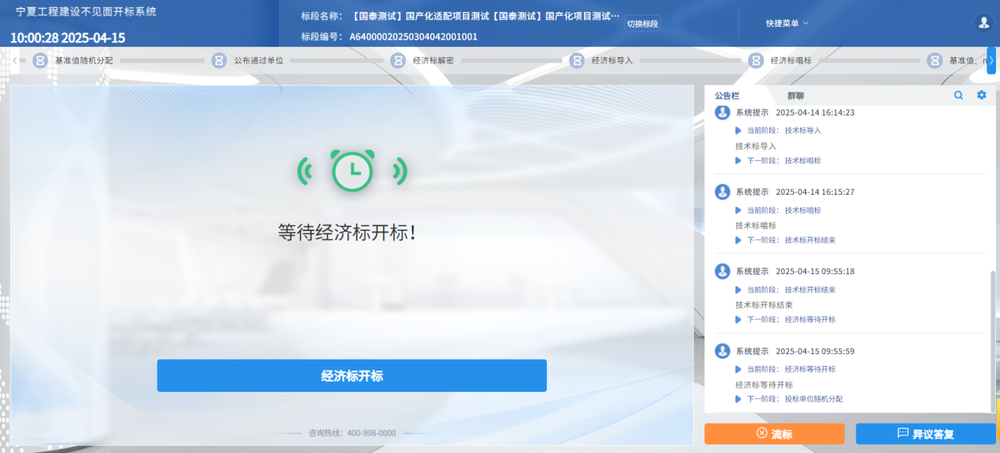 宁夏工程建设不见面开标系统
10:00:28 2025-04-15
标段名称： 【国泰测试】国产化适配项目测试【国泰测试】国产化项目测试…
切换标段
标段编号： A64000020250304042001001
快捷菜单
基准值随机分配
公布通过单位
经济标解密
经济标导入
经济标唱标
基准值、
等待经济标开标！
经济标开标
咨询热线：400-998-0000
公告栏
群聊
系统提示 2025-04-14 16:14:23
当前阶段： 技术标导入
技术标导入
下一阶段： 技术标唱标
系统提示 2025-04-14 16:15:27
当前阶段： 技术标唱标
技术标唱标
下一阶段： 技术标开标结束
系统提示 2025-04-15 09:55:18
当前阶段： 技术标开标结束
技术标开标结束
下一阶段： 经济标等待开标
系统提示 2025-04-15 09:55:59
当前阶段： 经济标等待开标
经济标等待开标
下一阶段： 投标单位随机分配
流标
异议答复